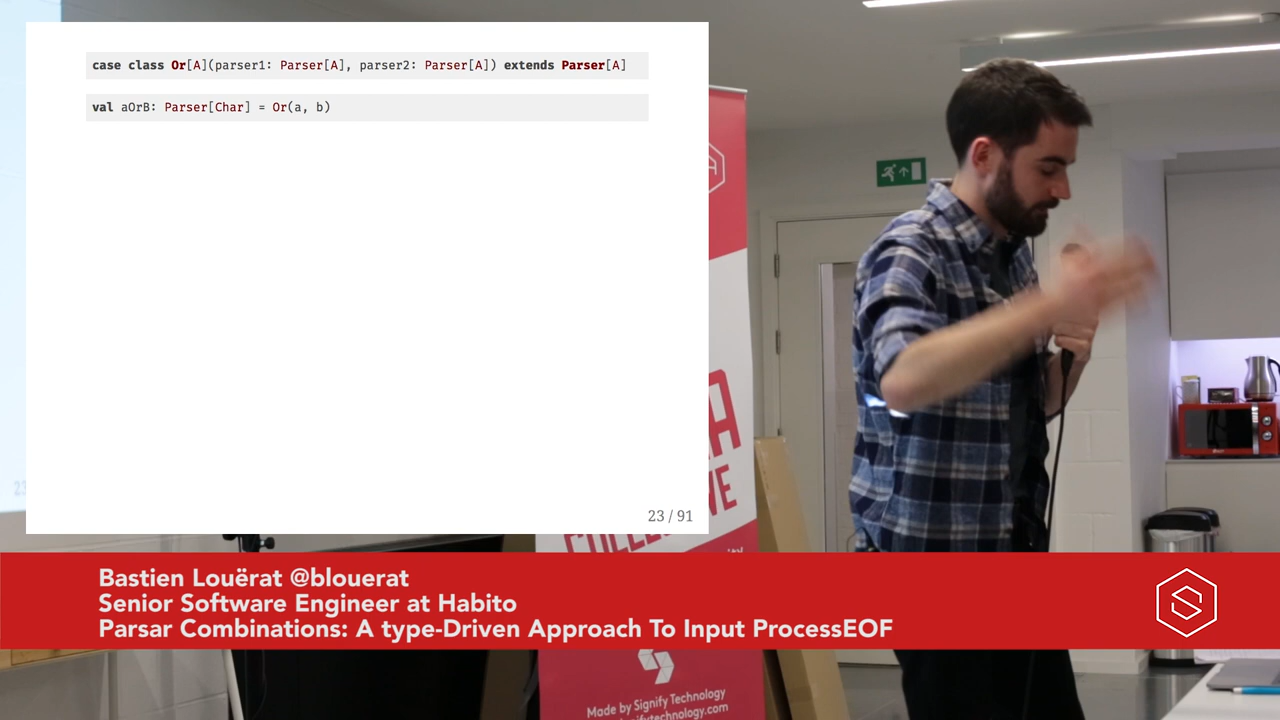 case class Or[A](parser1: Parser[A], parser2: Parser[A]) extends Parser[A]
val aOrB: Parser[Char] = Or(a, b)
23 / 91
23
Bastien Louërat @blouerat
Senior Software Engineer at Habito
Parsar Combinations: A type-Driven Approach To Input ProcessEOF
Made by Signify Technology